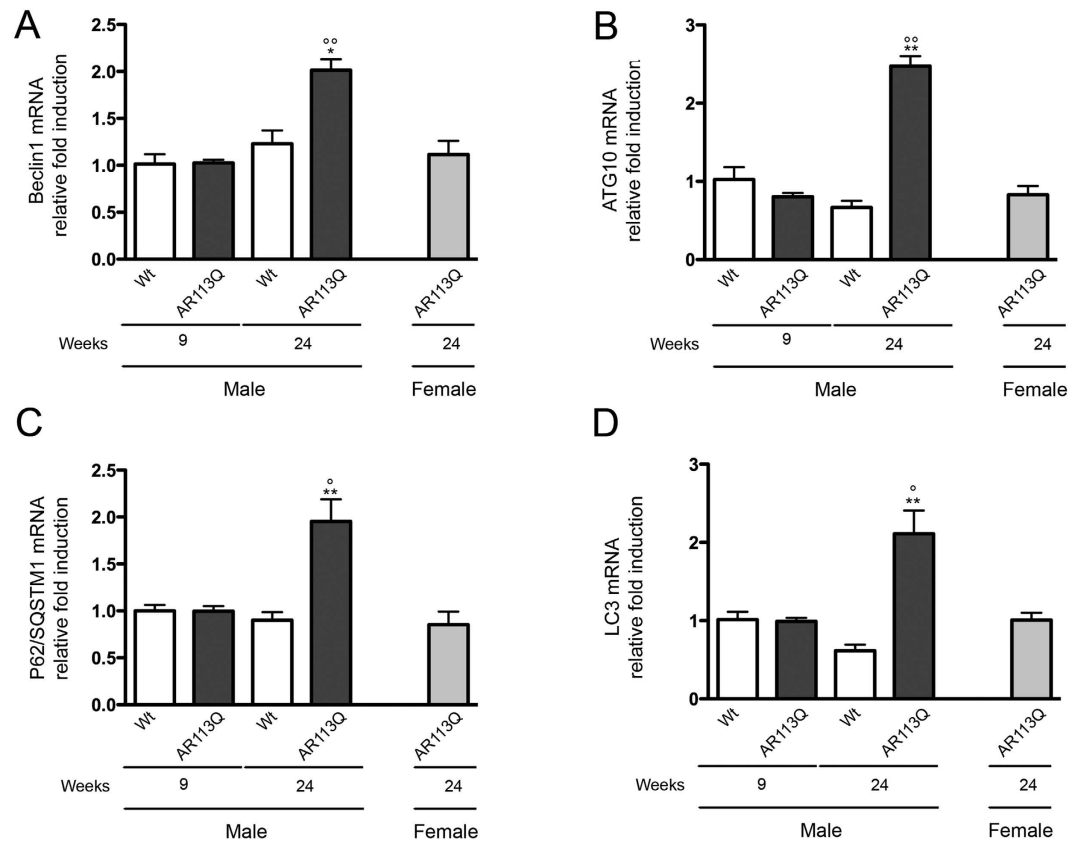 A
Beclin1 mRNA
relative fold induction
2.5
2.0
1.5
1.0
0.5
0.0
°°
*
Wt
AR113Q
Wt
AR113Q
AR113Q
Weeks 9 24 24
Male Female
B
ATG10 mRNA
relative fold induction
3
2
1
0
°°
**
Wt
AR113Q
Wt
AR113Q
AR113Q
Weeks 9 24 24
Male Female
C
P62/SQSTM1 mRNA
relative fold induction
2.5
2.0
1.5
1.0
0.5
0.0
°
**
Wt
AR113Q
Wt
AR113Q
AR113Q
Weeks 9 24 24
Male Female
D
LC3 mRNA
relative fold induction
3
2
1
0
°
**
Wt
AR113Q
Wt
AR113Q
AR113Q
Weeks 9 24 24
Male Female